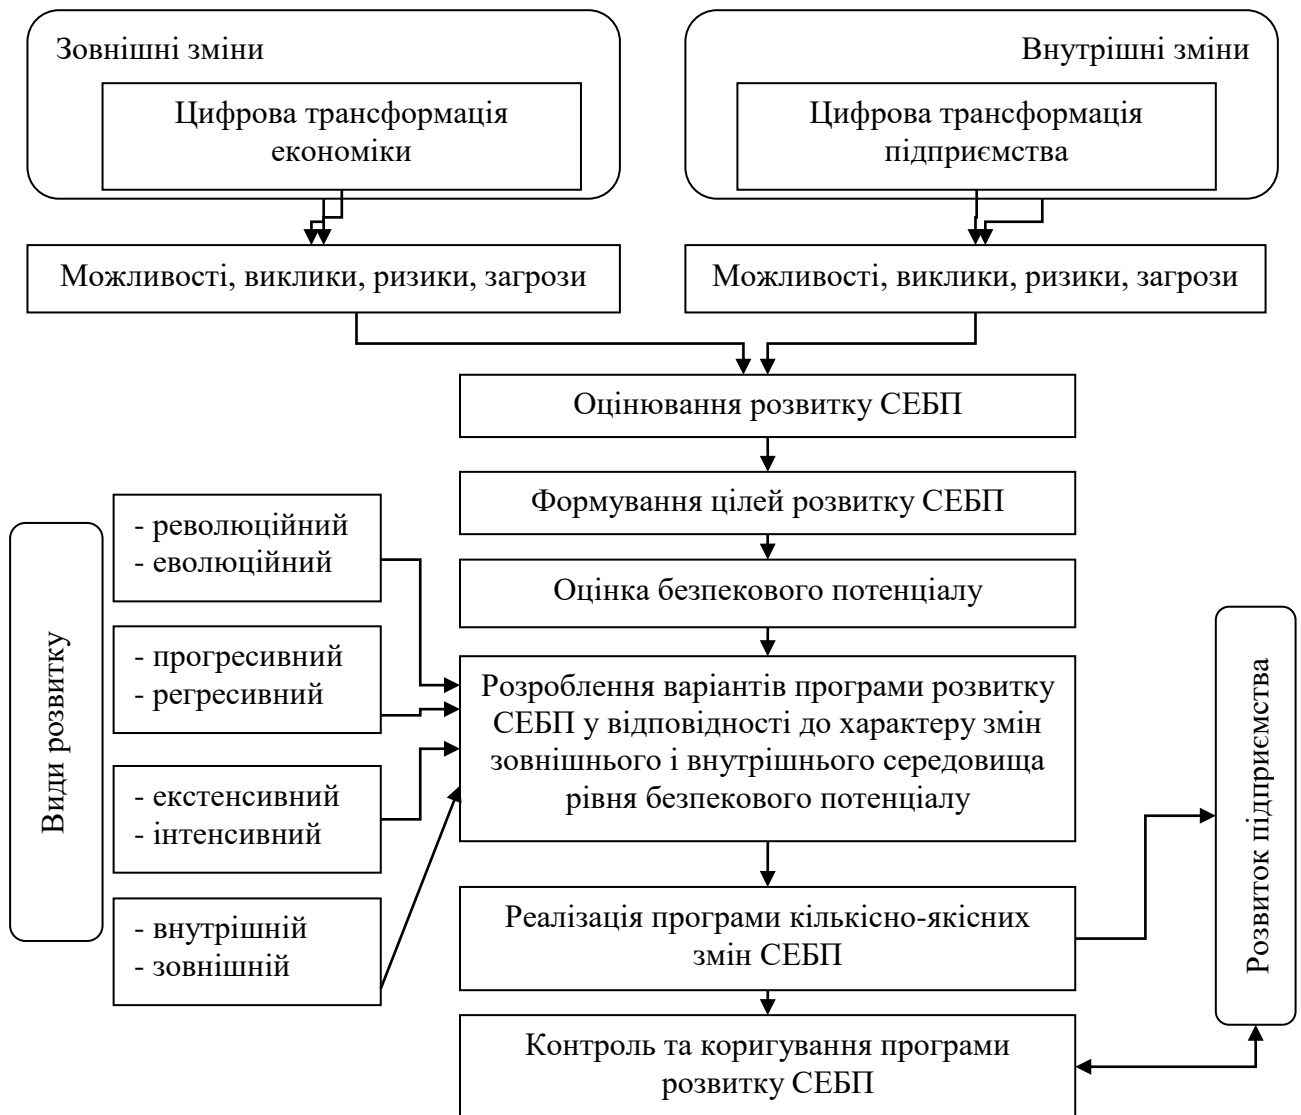 Зовнішні зміни
Цифрова трансформація
економіки
Внутрішні зміни
Цифрова трансформація
підприємства
Можливості, виклики, ризики, загрози
Можливості, виклики, ризики, загрози
Оцінювання розвитку СЕБП
Формування цілей розвитку СЕБП
Оцінка безпекового потенціалу
Види розвитку
- революційний
- еволюційний
- прогресивний
- регресивний
- екстенсивний
- інтенсивний
- внутрішній
- зовнішній
Розроблення варіантів програми розвитку
СЕБП у відповідності до характеру змін
зовнішнього і внутрішнього середовища
рівня безпекового потенціалу
Реалізація програми кількісно-якісних
змін СЕБП
Контроль та коригування програми
розвитку СЕБП
Розвиток підприємства